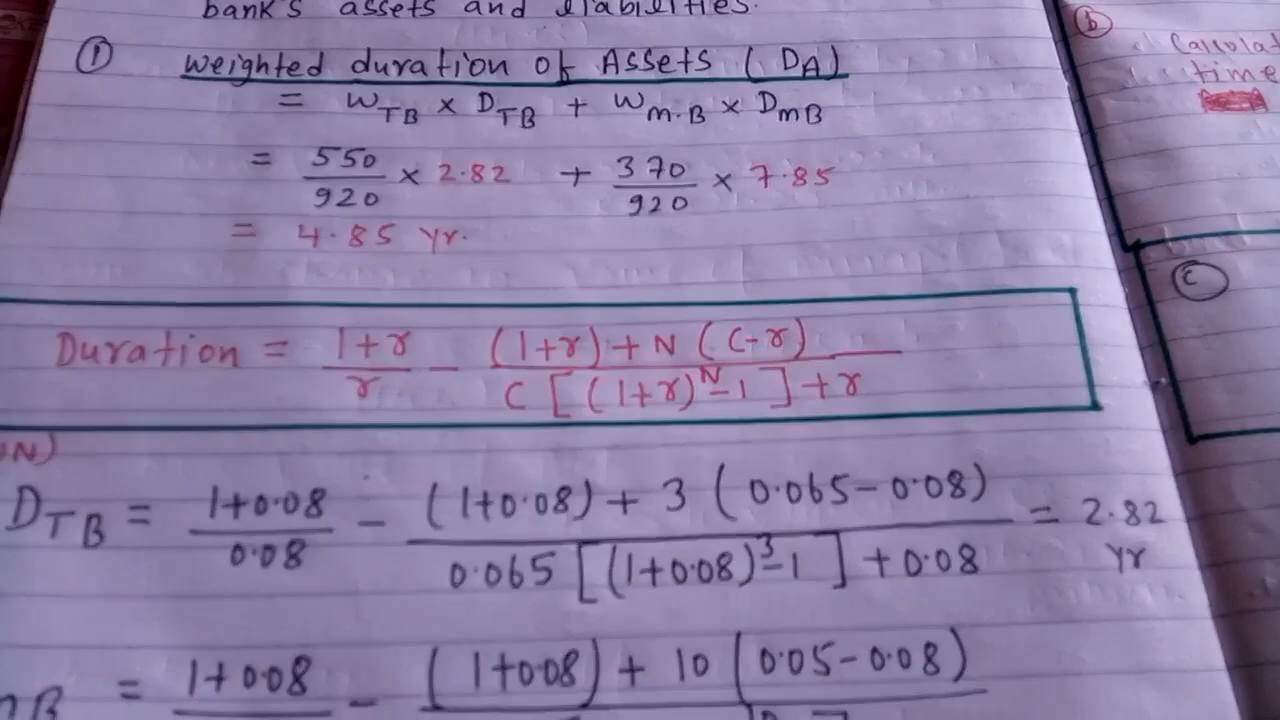 bank's assets and liabilities.
① Weighted duration of Assets (DA)
= WTB × DTB + Wm.B × DmB
= 550/920 × 2.82 + 370/920 × 7.85
= 4.85 yr.
Duration = 1+r/r - (1+r)+N(C-r)/C[(1+r)^N-1]+r
DTB = 1+0.08/0.08 - (1+0.08)+3(0.065-0.08)/0.065[(1+0.08)^3-1]+0.08 = 2.82 yr
= 1+0.08 - (1+0.08)+10(0.05-0.08)
b
time
C